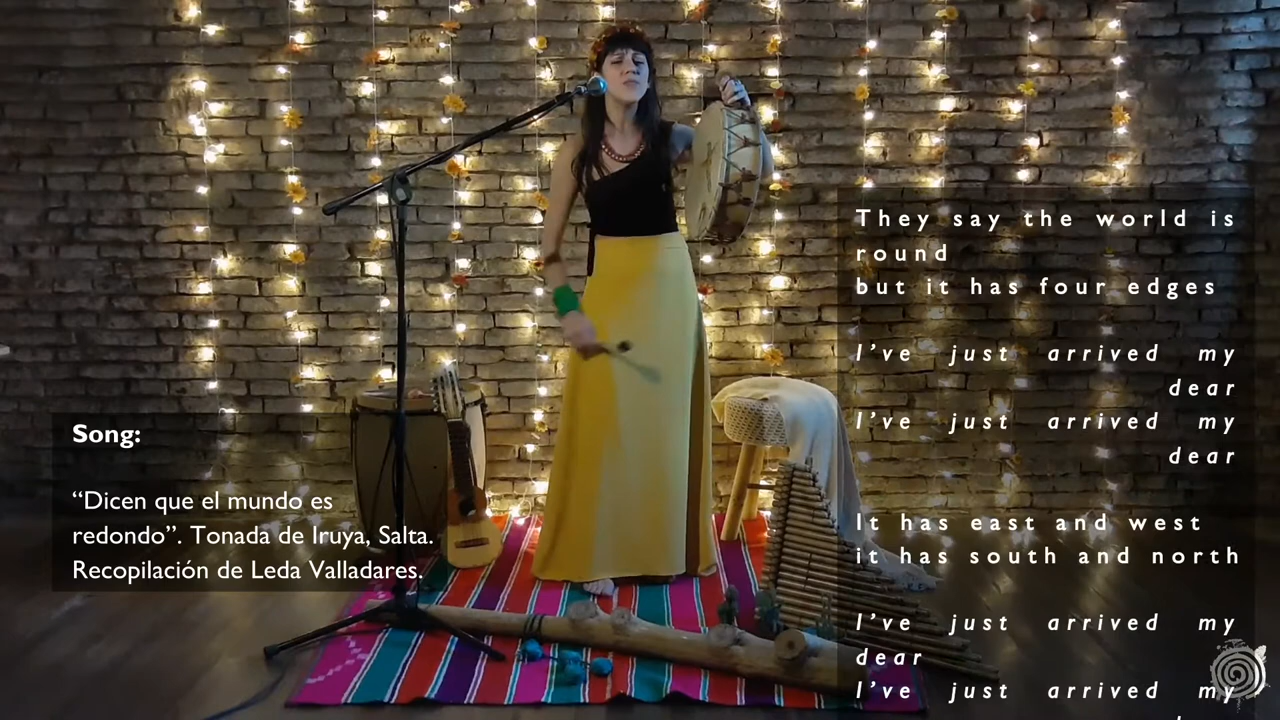 Song:
“Dicen que el mundo es
redondo”. Tonada de Iruya, Salta.
Recopilación de Leda Valladares.
They say the world is
round
but it has four edges
I’ve just arrived my
dear
I’ve just arrived my
dear
It has east and west
it has south and north
I’ve just arrived my
dear
I’ve just arrived my